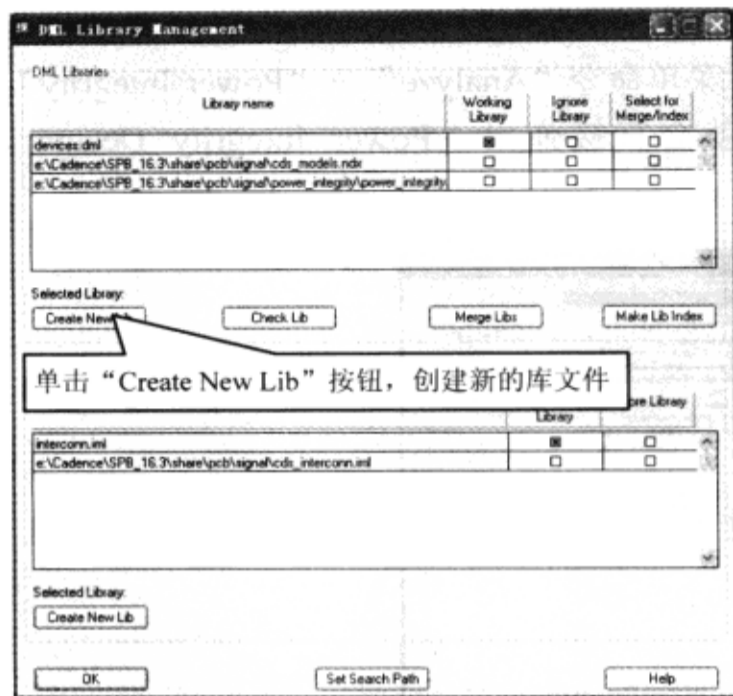 DML Library Management
DML Libraries
Library name
Working Library
Ignore Library
Select for Merge/Index
devices.dml
e:\Cadence\SPB_16.3\share\pcb\signal\cds_models.ndx
e:\Cadence\SPB_16.3\share\pcb\signal\power_integrity\power_integrity.
Selected Library:
Create New
Check Lib
Merge Libs
Make Lib Index
单击“Create New Lib”按钮，创建新的库文件
Library
ore Library
interconn.iml
e:\Cadence\SPB_16.3\share\pcb\signal\cds_interconn.iml
Selected Library:
Create New Lib
OK
Set Search Path
Help